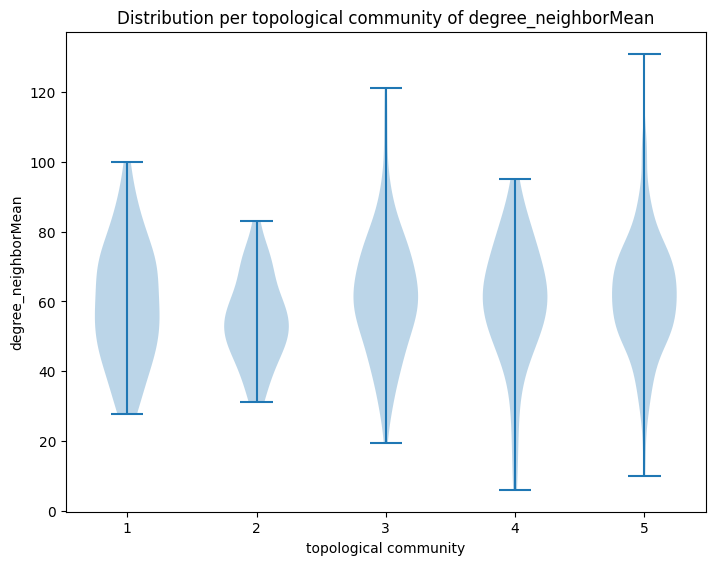 Distribution per topological community of degree_neighborMean
degree_neighborMean
120
100
80
60
40
20
0
1 2 3 4 5
topological community